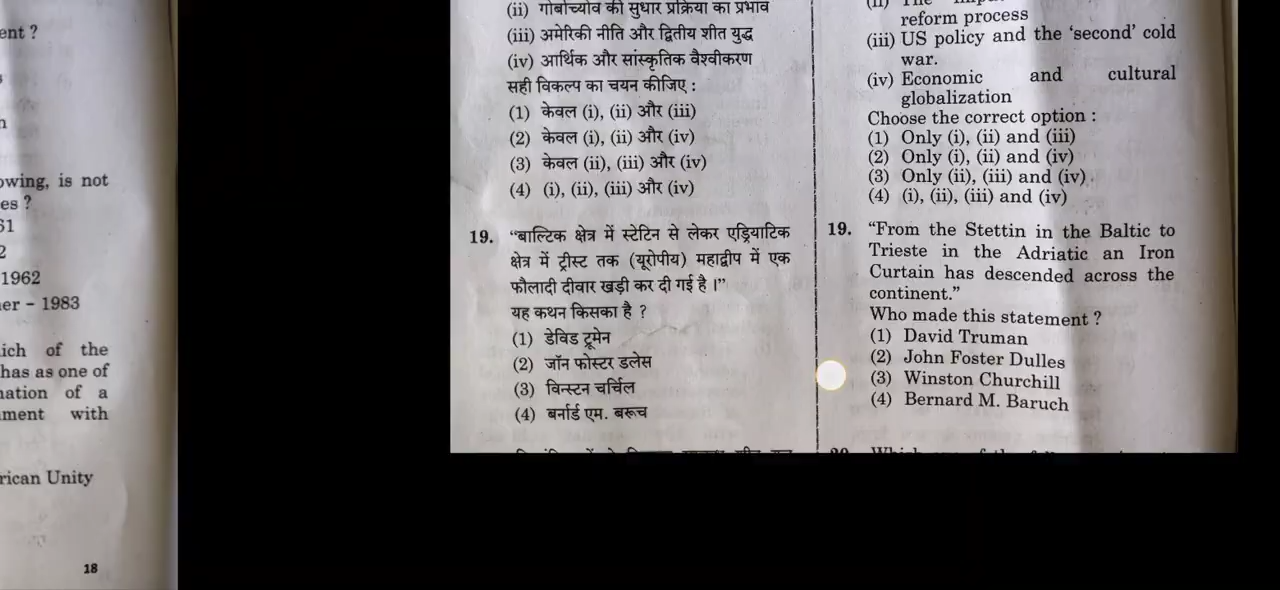 ent ?
owing, is not
es ?
61
2
1962
er – 1983
ich of the
has as one of
nation of a
ment with
rican Unity
18
(ii) गोर्बाच्योव की सुधार प्रक्रिया का प्रभाव
(iii) अमेरिकी नीति और द्वितीय शीत युद्ध
(iv) आर्थिक और सांस्कृतिक वैश्वीकरण
सही विकल्प का चयन कीजिए :
(1) केवल (i), (ii) और (iii)
(2) केवल (i), (ii) और (iv)
(3) केवल (ii), (iii) और (iv)
(4) (i), (ii), (iii) और (iv)
19. “बाल्टिक क्षेत्र में स्टेटिन से लेकर एड्रियाटिक
क्षेत्र में ट्रीस्ट तक (यूरोपीय) महाद्वीप में एक
फौलादी दीवार खड़ी कर दी गई है ।”
यह कथन किसका है ?
(1) डेविड ट्रूमेन
(2) जॉन फोस्टर डलेस
(3) विन्स्टन चर्चिल
(4) बर्नार्ड एम. बरूच
reform process
(iii) US policy and the ‘second’ cold
war.
(iv) Economic and cultural
globalization
Choose the correct option :
(1) Only (i), (ii) and (iii)
(2) Only (i), (ii) and (iv)
(3) Only (ii), (iii) and (iv)
(4) (i), (ii), (iii) and (iv)
19. “From the Stettin in the Baltic to
Trieste in the Adriatic an Iron
Curtain has descended across the
continent.”
Who made this statement ?
(1) David Truman
(2) John Foster Dulles
(3) Winston Churchill
(4) Bernard M. Baruch